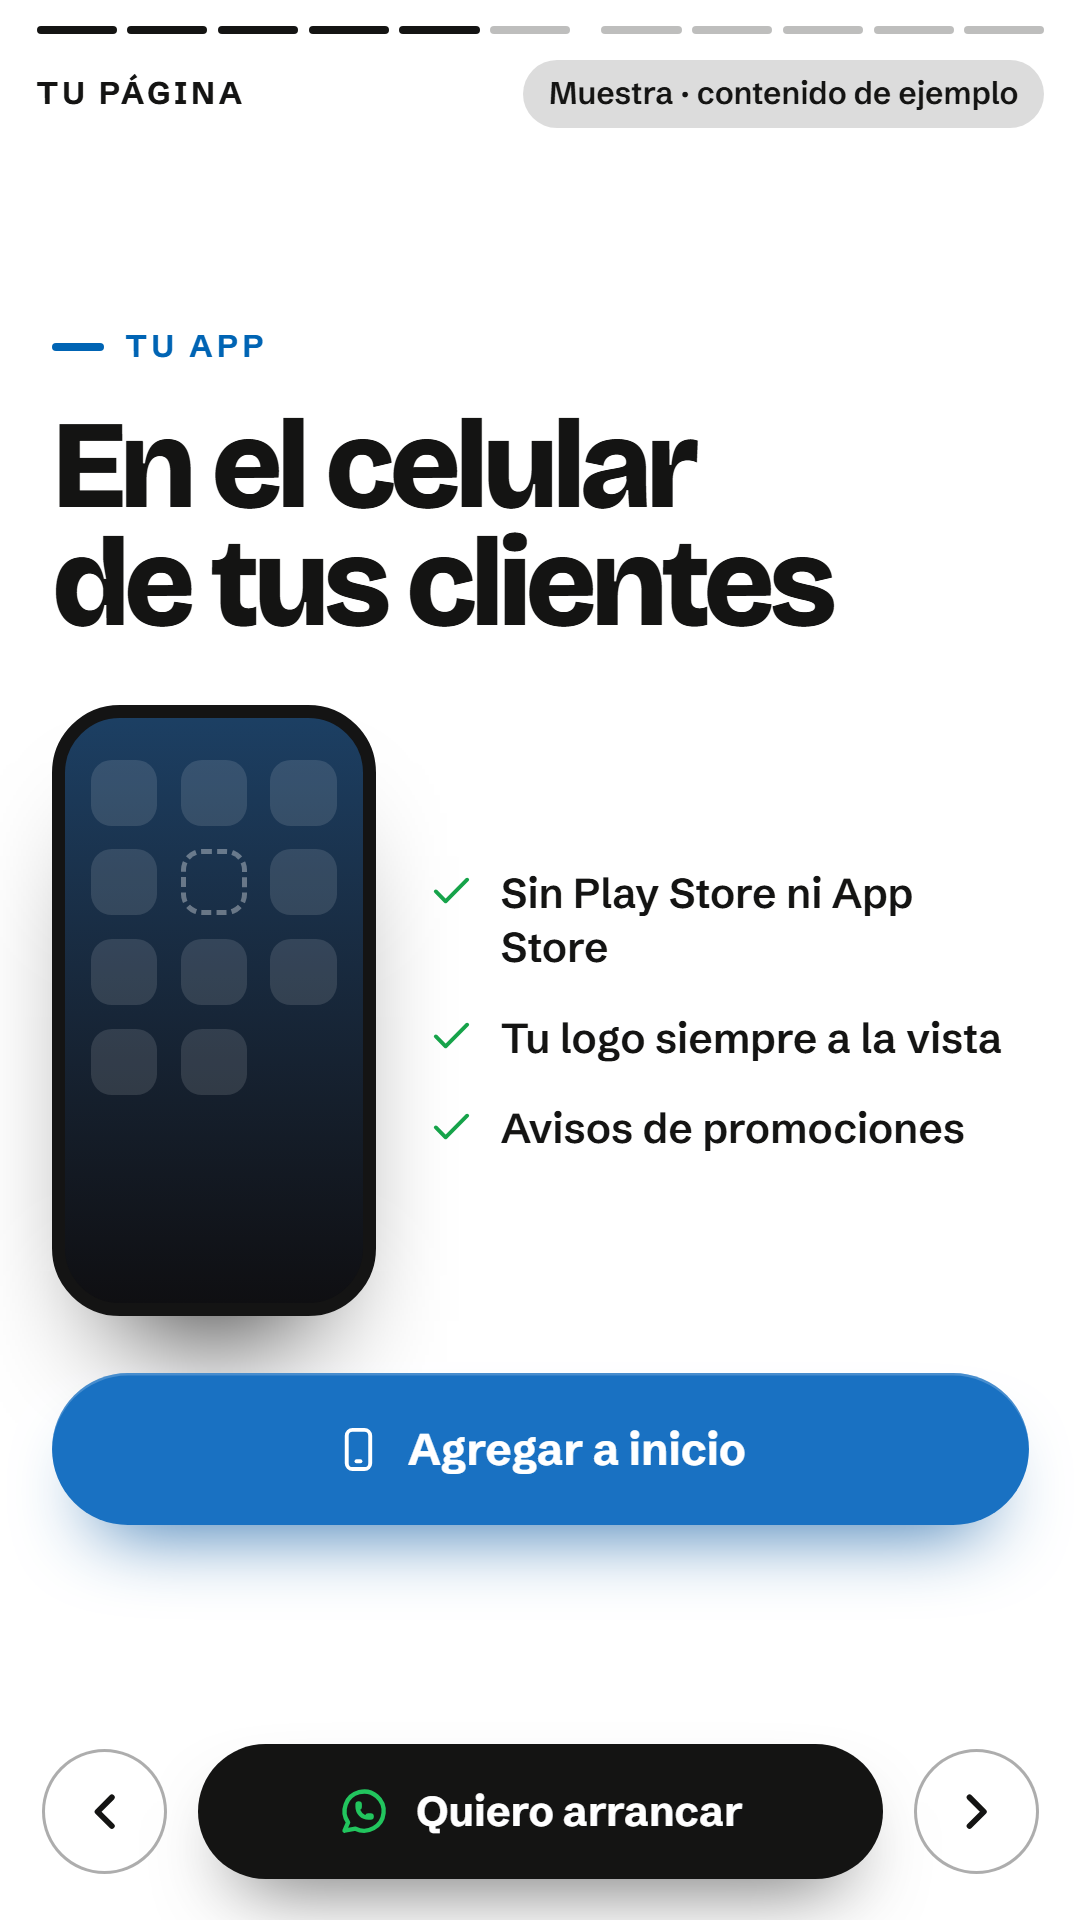 TU PÁGINA
Muestra · contenido de ejemplo
TU APP
En el celular
de tus clientes
Sin Play Store ni App
Store
Tu logo siempre a la vista
Avisos de promociones
Agregar a inicio
Quiero arrancar